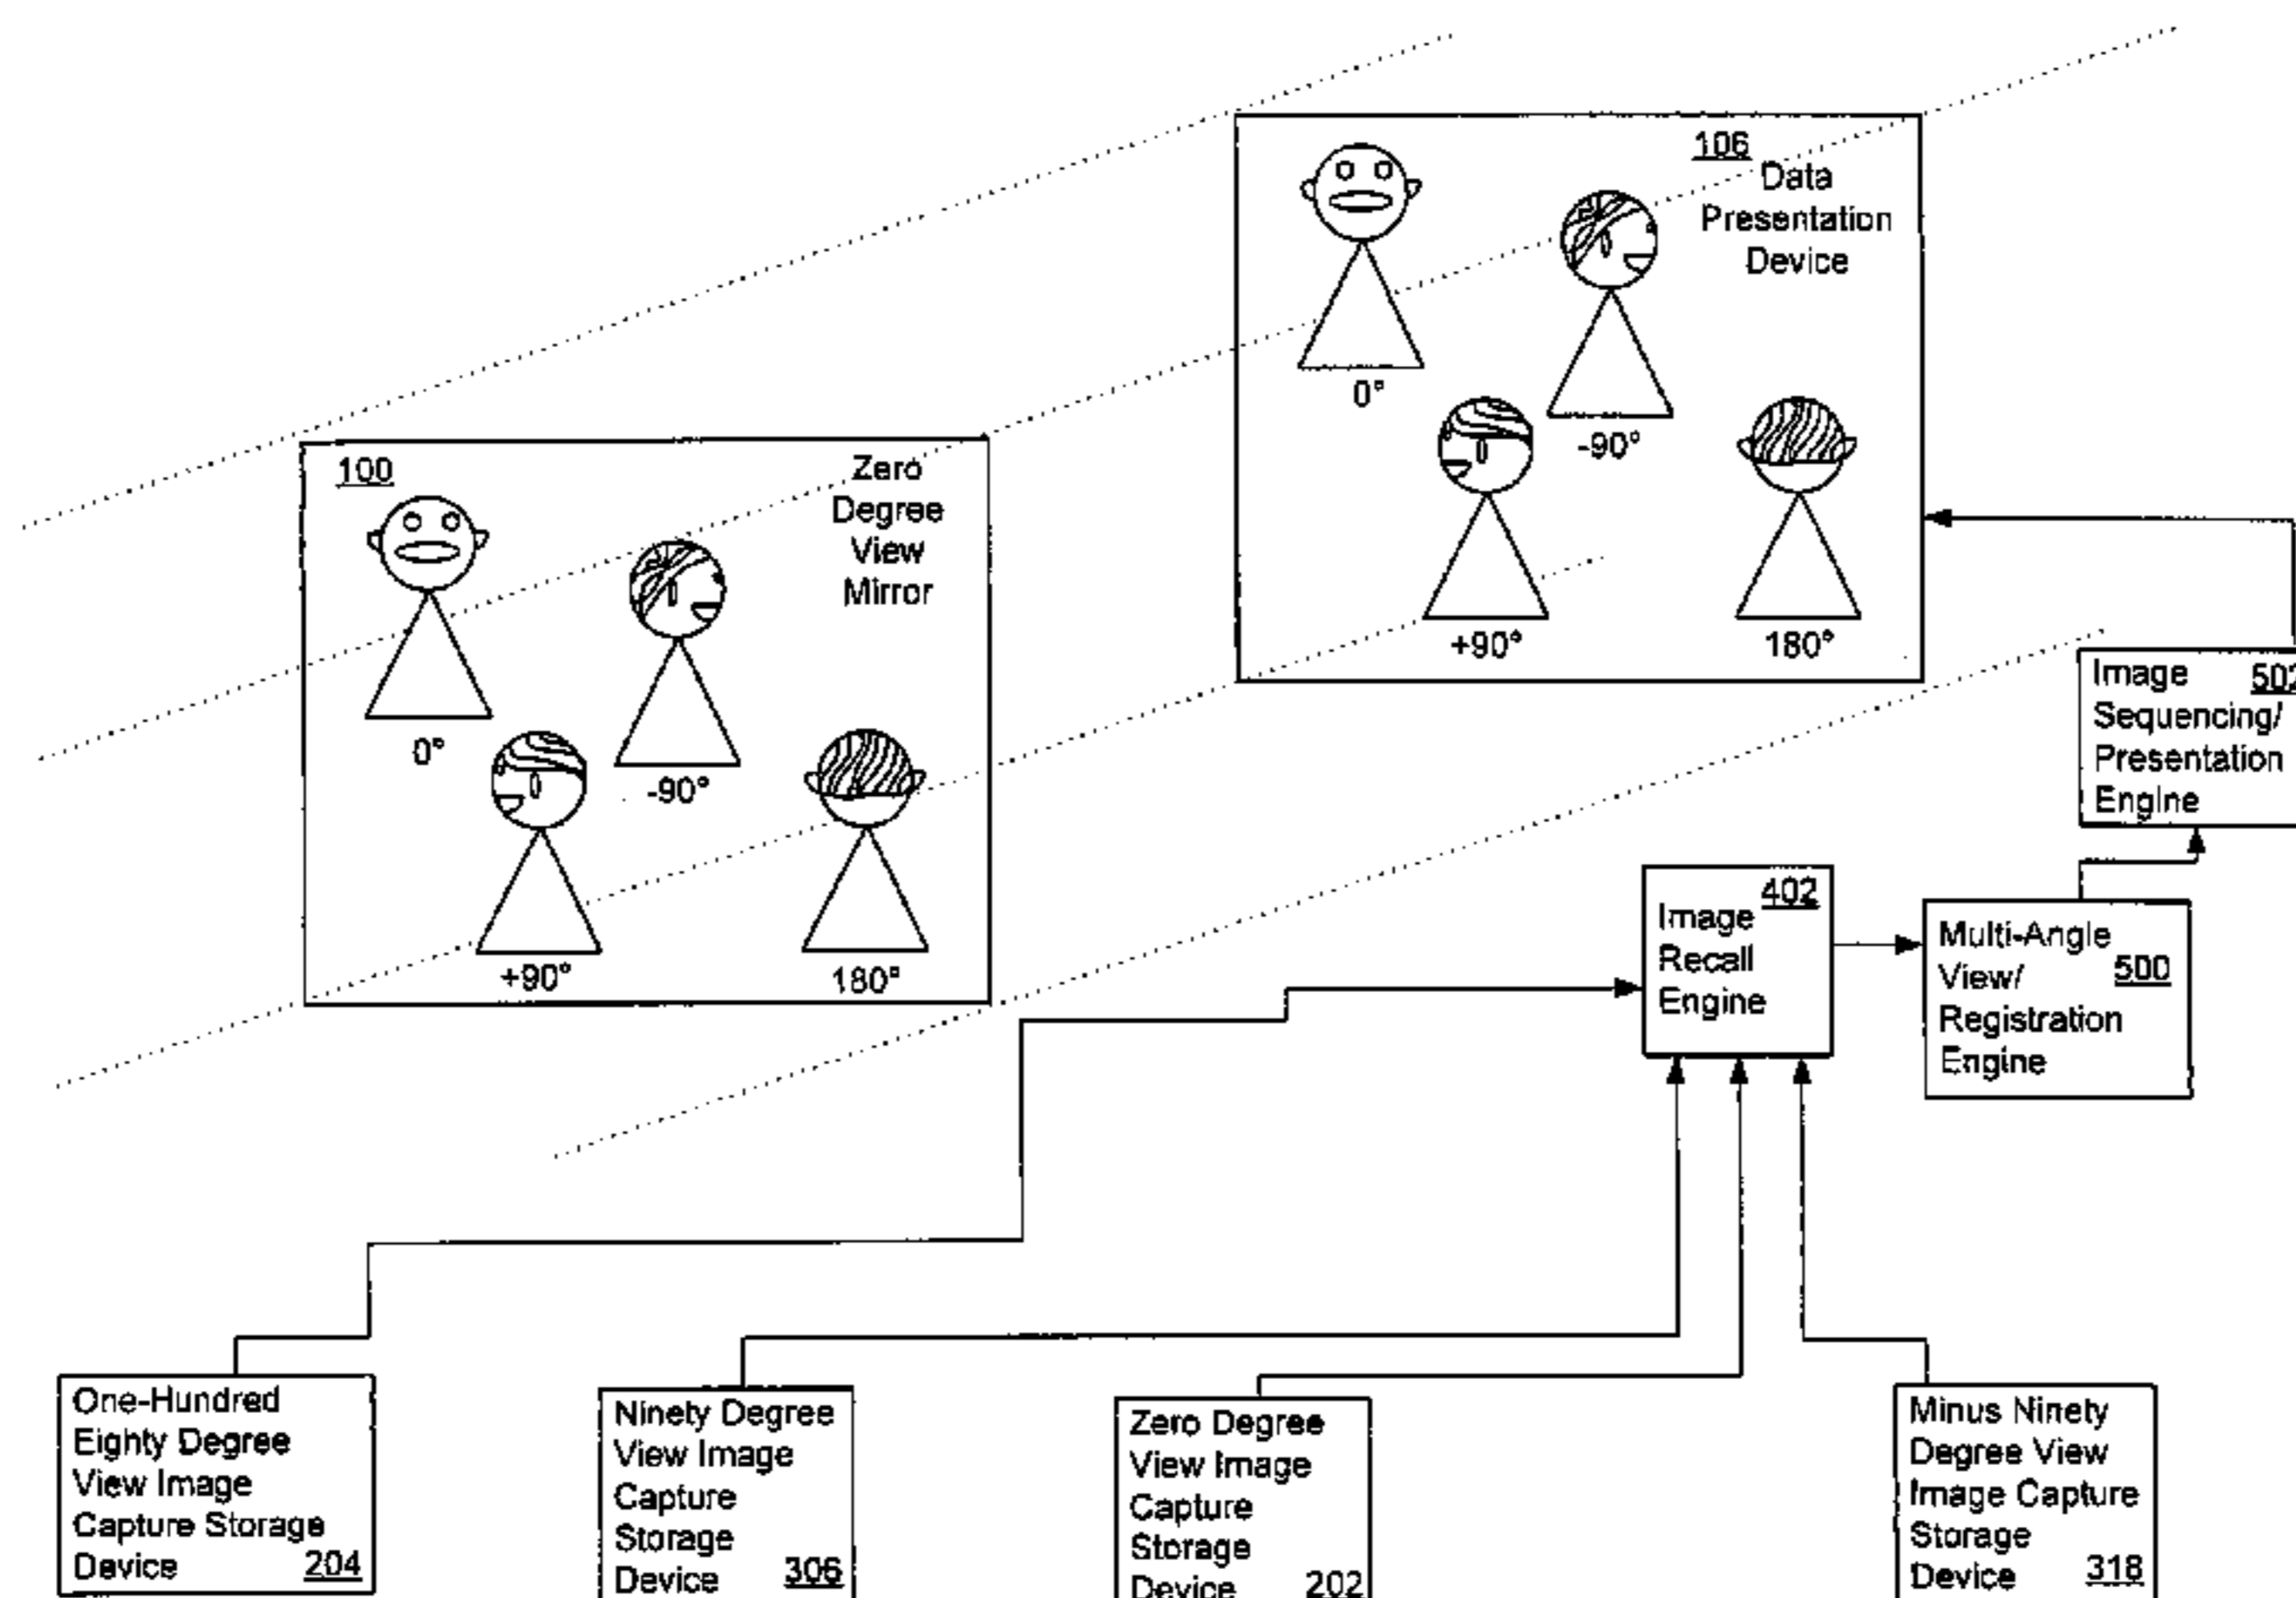 106
Data
Presentation
Device
0°
-90°
+90°
180°
100
Zero
Degree
View
Mirror
0°
-90°
+90°
180°
Image 502
Sequencing/
Presentation
Engine
402
Image
Recall
Engine
Multi-Angle
View/ 500
Registration
Engine
One-Hundred
Eighty Degree
View Image
Capture Storage
Device 204
Ninety Degree
View Image
Capture
Storage
Device 306
Zero Degree
View Image
Capture
Storage
Device 202
Minus Ninety
Degree View
Image Capture
Storage
Device 318